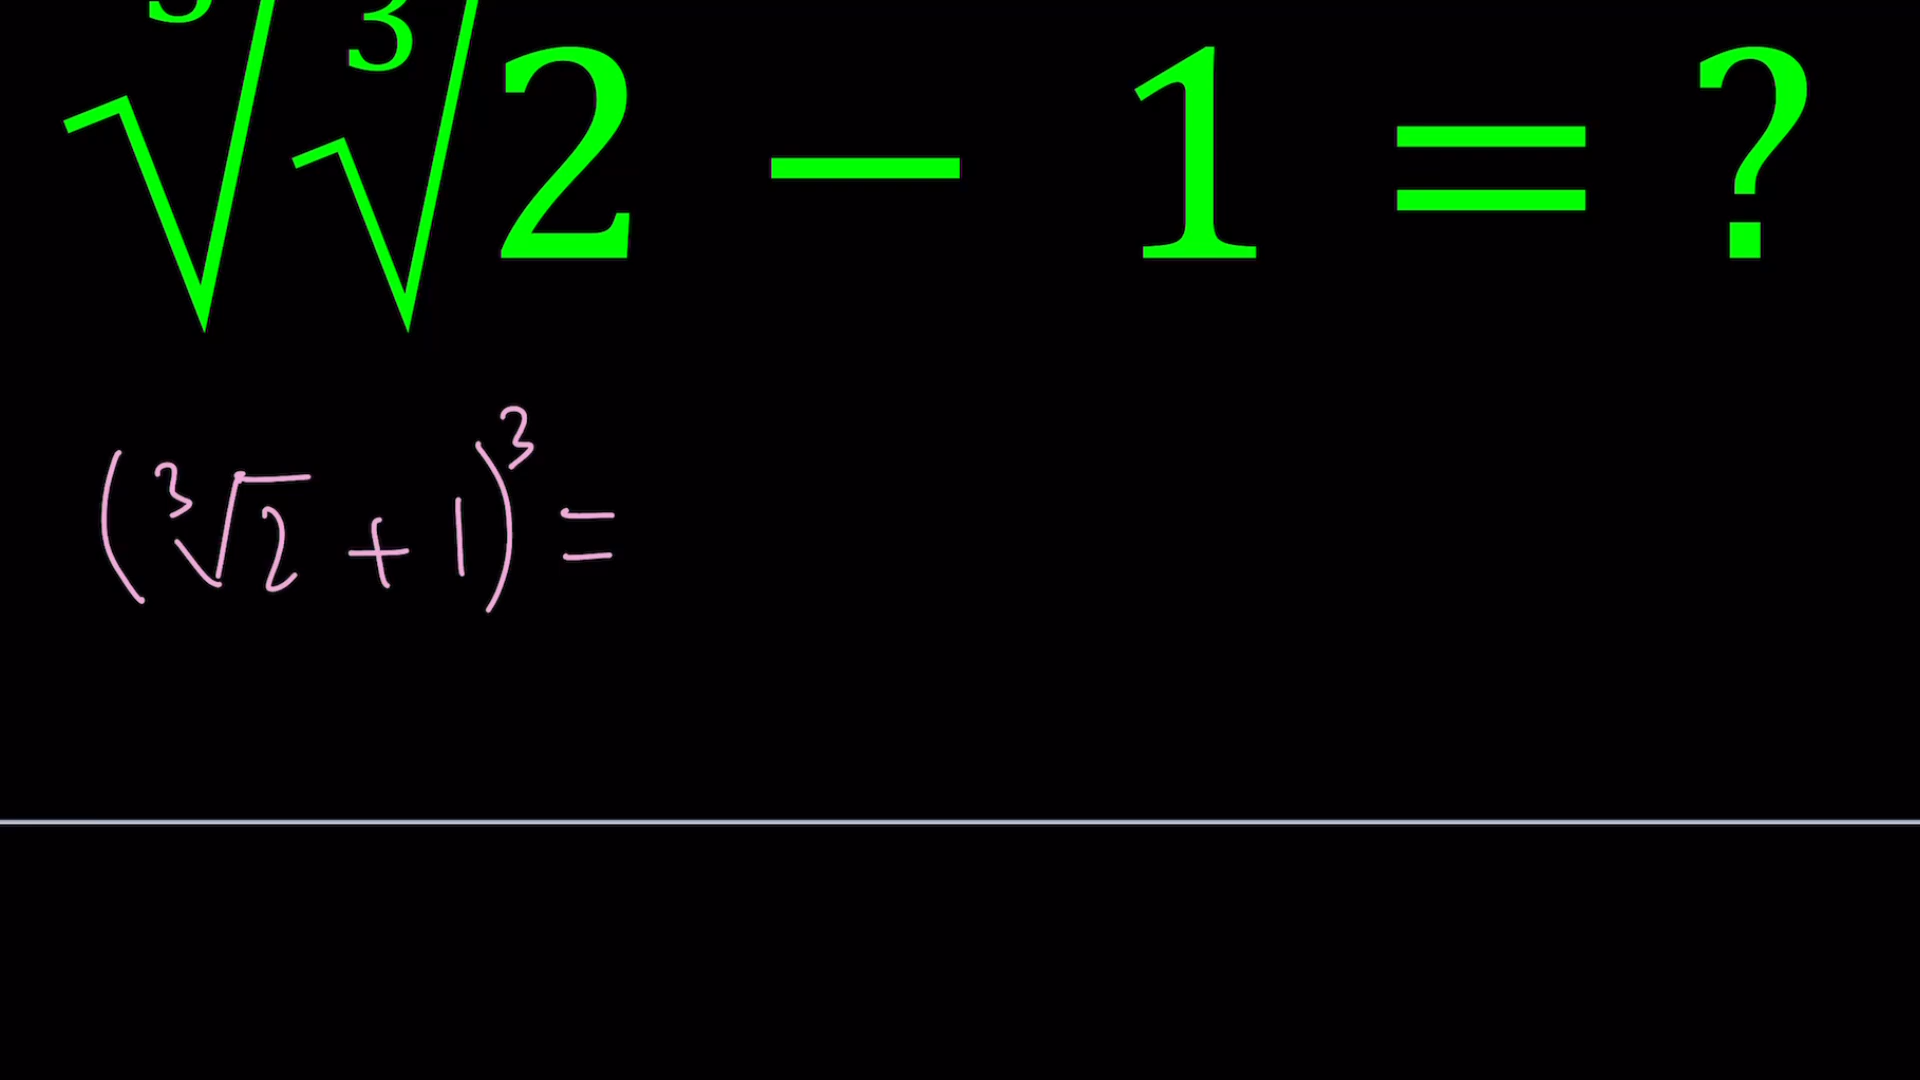 ∛∛2 − 1 = ?
(∛2 + 1)³ =